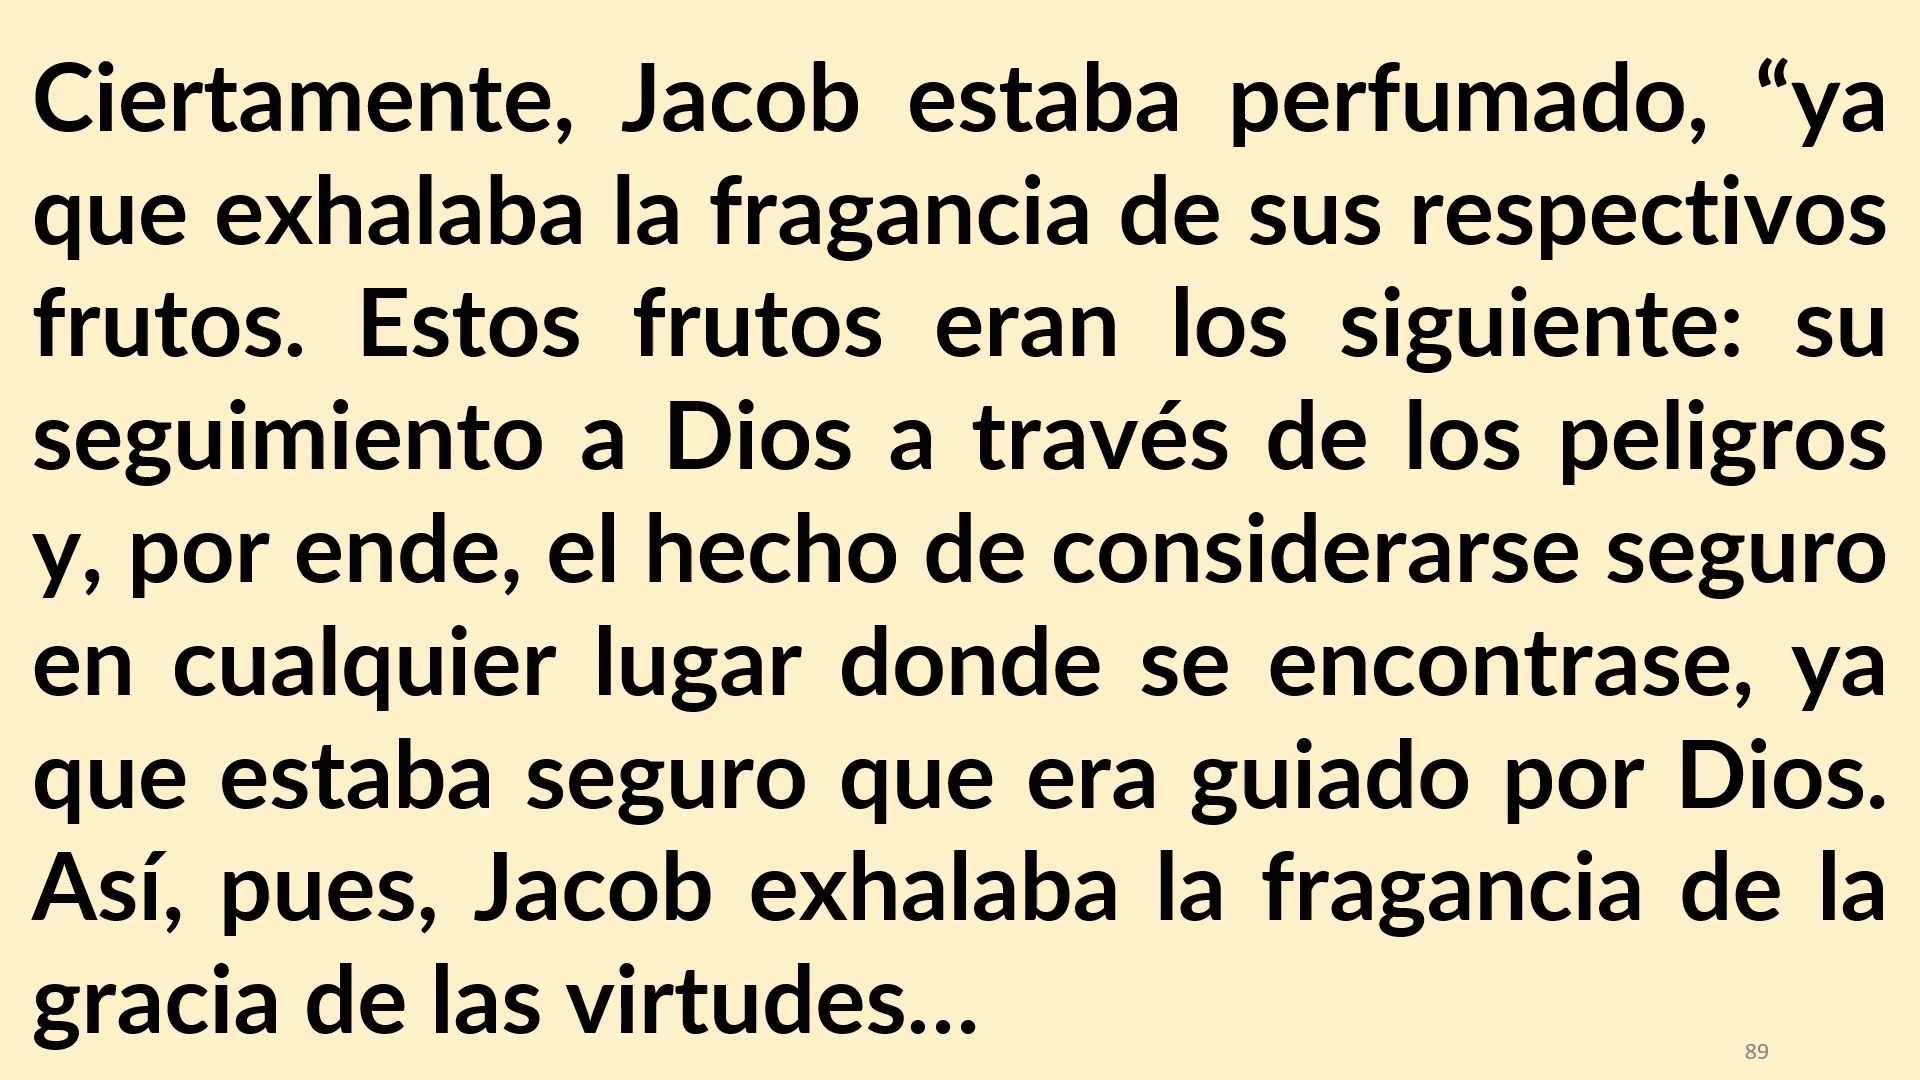 Ciertamente, Jacob estaba perfumado, “ya
que exhalaba la fragancia de sus respectivos
frutos. Estos frutos eran los siguiente: su
seguimiento a Dios a través de los peligros
y, por ende, el hecho de considerarse seguro
en cualquier lugar donde se encontrase, ya
que estaba seguro que era guiado por Dios.
Así, pues, Jacob exhalaba la fragancia de la
gracia de las virtudes…
89